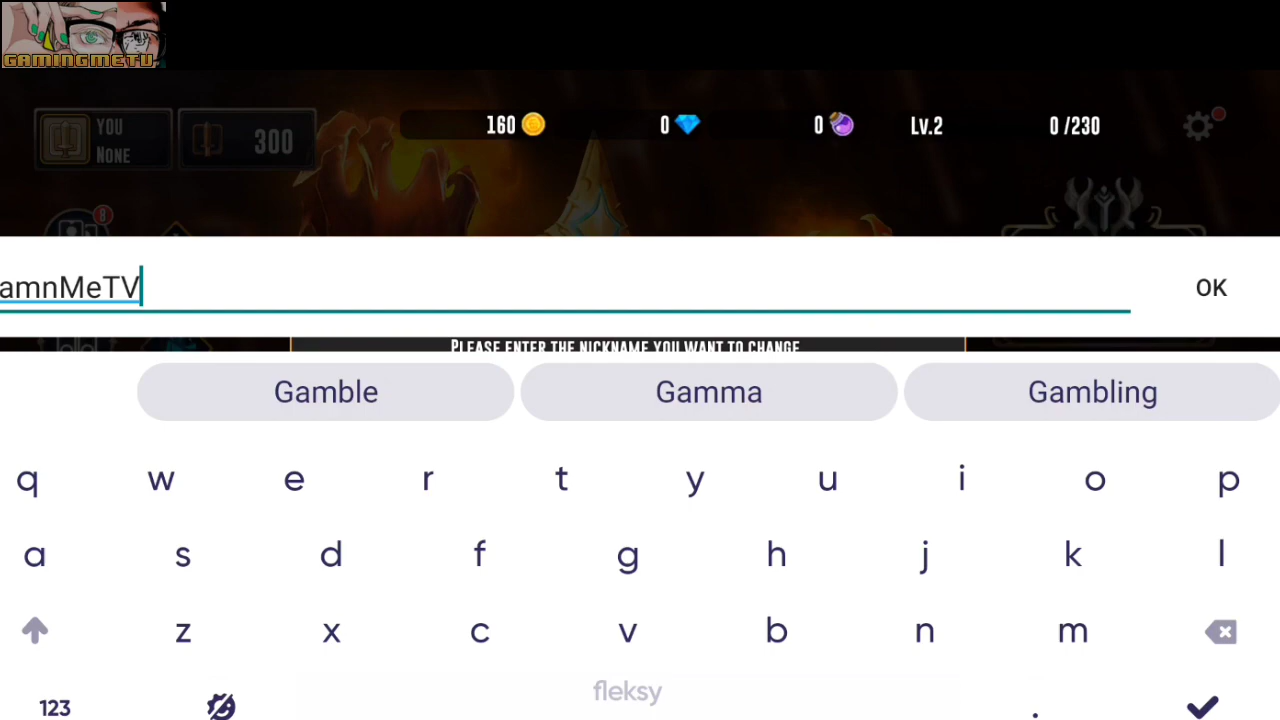 GAMINGMETV
YOU
NONE
300
160
0
0
Lv.2
0 /230
8
amnMeTV
OK
PLEASE ENTER THE NICKNAME YOU WANT TO CHANGE
Gamble Gamma Gambling
q w e r t y u i o p
a s d f g h j k l
z x c v b n m
123 fleksy .